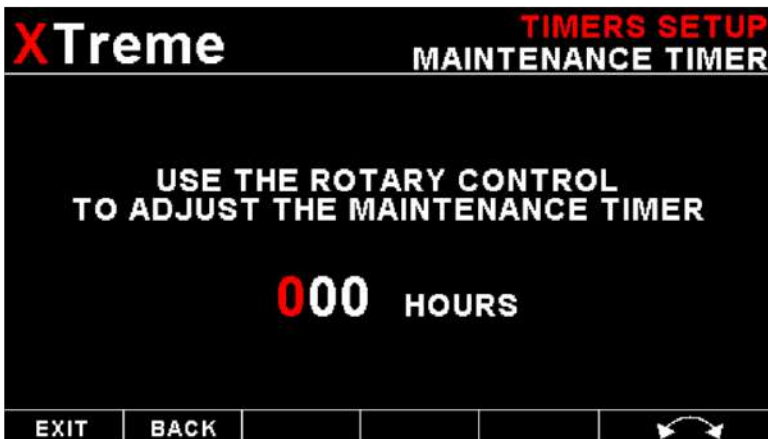 XTreme
TIMERS SETUP
MAINTENANCE TIMER
USE THE ROTARY CONTROL
TO ADJUST THE MAINTENANCE TIMER
000 HOURS
EXIT BACK